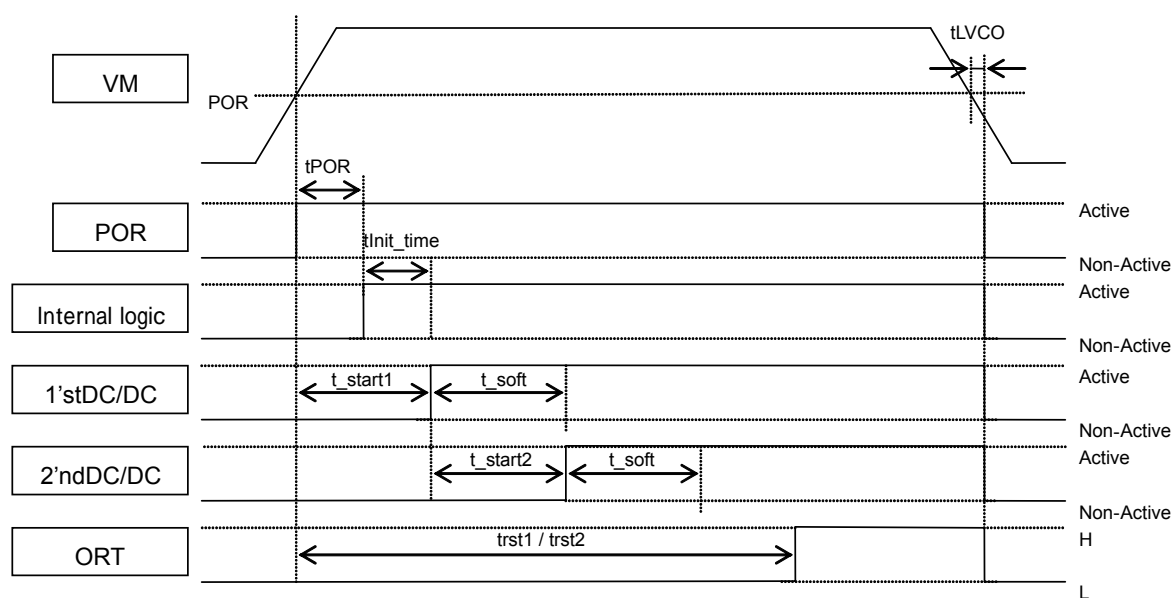 tLVCO
VM
POR
tPOR
POR
Active
tInit_time
Non-Active
Internal logic
Active
Non-Active
1'stDC/DC
t_start1
t_soft
Active
Non-Active
2'ndDC/DC
t_start2
t_soft
Active
Non-Active
ORT
trst1 / trst2
H
L